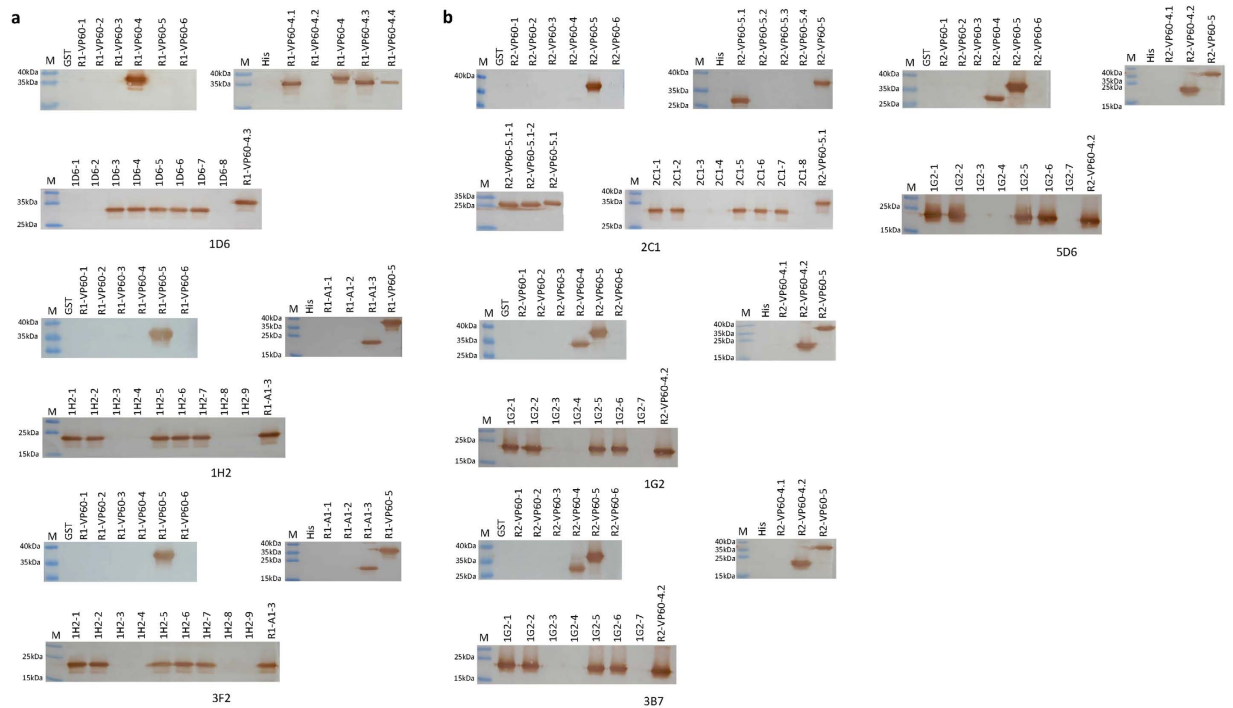 a
M GST R1-VP60-1 R1-VP60-2 R1-VP60-3 R1-VP60-4 R1-VP60-5 R1-VP60-6
40kDa
35kDa
M His R1-VP60-4.1 R1-VP60-4.2 R1-VP60-4 R1-VP60-4.3 R1-VP60-4.4
40kDa
35kDa
M 1D6-1 1D6-2 1D6-3 1D6-4 1D6-5 1D6-6 1D6-7 1D6-8 R1-VP60-4.3
35kDa
25kDa
1D6
M GST R1-VP60-1 R1-VP60-2 R1-VP60-3 R1-VP60-4 R1-VP60-5 R1-VP60-6
40kDa
35kDa
M His R1-A1-1 R1-A1-2 R1-A1-3 R1-VP60-5
40kDa
35kDa
25kDa
15kDa
M 1H2-1 1H2-2 1H2-3 1H2-4 1H2-5 1H2-6 1H2-7 1H2-8 1H2-9 R1-A1-3
25kDa
15kDa
1H2
M GST R1-VP60-1 R1-VP60-2 R1-VP60-3 R1-VP60-4 R1-VP60-5 R1-VP60-6
40kDa
35kDa
M His R1-A1-1 R1-A1-2 R1-A1-3 R1-VP60-5
40kDa
35kDa
25kDa
15kDa
M 1H2-1 1H2-2 1H2-3 1H2-4 1H2-5 1H2-6 1H2-7 1H2-8 1H2-9 R1-A1-3
25kDa
15kDa
3F2
b
M GST R2-VP60-1 R2-VP60-2 R2-VP60-3 R2-VP60-4 R2-VP60-5 R2-VP60-6
40kDa
M His R2-VP60-5.1 R2-VP60-5.2 R2-VP60-5.3 R2-VP60-5.4 R2-VP60-5
40kDa
35kDa
25kDa
M R2-VP60-5.1-1 R2-VP60-5.1-2 R2-VP60-5.1
35kDa
25kDa
M 2C1-1 2C1-2 2C1-3 2C1-4 2C1-5 2C1-6 2C1-7 2C1-8 R2-VP60-5.1
40kDa
35kDa
25kDa
2C1
M GST R2-VP60-1 R2-VP60-2 R2-VP60-3 R2-VP60-4 R2-VP60-5 R2-VP60-6
40kDa
35kDa
25kDa
M His R2-VP60-4.1 R2-VP60-4.2 R2-VP60-5
40kDa
35kDa
25kDa
15kDa
M 1G2-1 1G2-2 1G2-3 1G2-4 1G2-5 1G2-6 1G2-7 R2-VP60-4.2
25kDa
15kDa
1G2
M GST R2-VP60-1 R2-VP60-2 R2-VP60-3 R2-VP60-4 R2-VP60-5 R2-VP60-6
40kDa
35kDa
25kDa
M His R2-VP60-4.1 R2-VP60-4.2 R2-VP60-5
40kDa
35kDa
25kDa
15kDa
M 1G2-1 1G2-2 1G2-3 1G2-4 1G2-5 1G2-6 1G2-7 R2-VP60-4.2
25kDa
15kDa
3B7
M GST R2-VP60-1 R2-VP60-2 R2-VP60-3 R2-VP60-4 R2-VP60-5 R2-VP60-6
40kDa
35kDa
25kDa
M His R2-VP60-4.1 R2-VP60-4.2 R2-VP60-5
40kDa
35kDa
25kDa
15kDa
M 1G2-1 1G2-2 1G2-3 1G2-4 1G2-5 1G2-6 1G2-7 R2-VP60-4.2
25kDa
15kDa
5D6